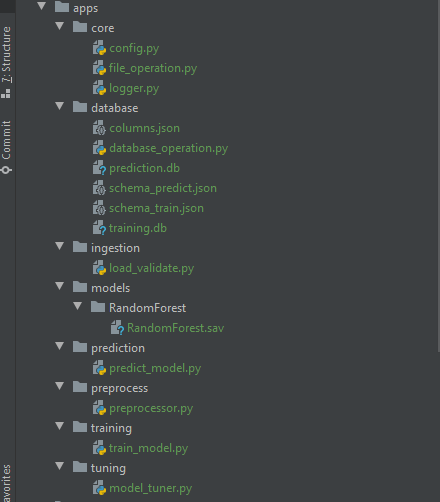 apps
core
config.py
file_operation.py
logger.py
database
columns.json
database_operation.py
prediction.db
schema_predict.json
schema_train.json
training.db
ingestion
load_validate.py
models
RandomForest
RandomForest.sav
prediction
predict_model.py
preprocess
preprocessor.py
training
train_model.py
tuning
model_tuner.py
7: Structure
Commit